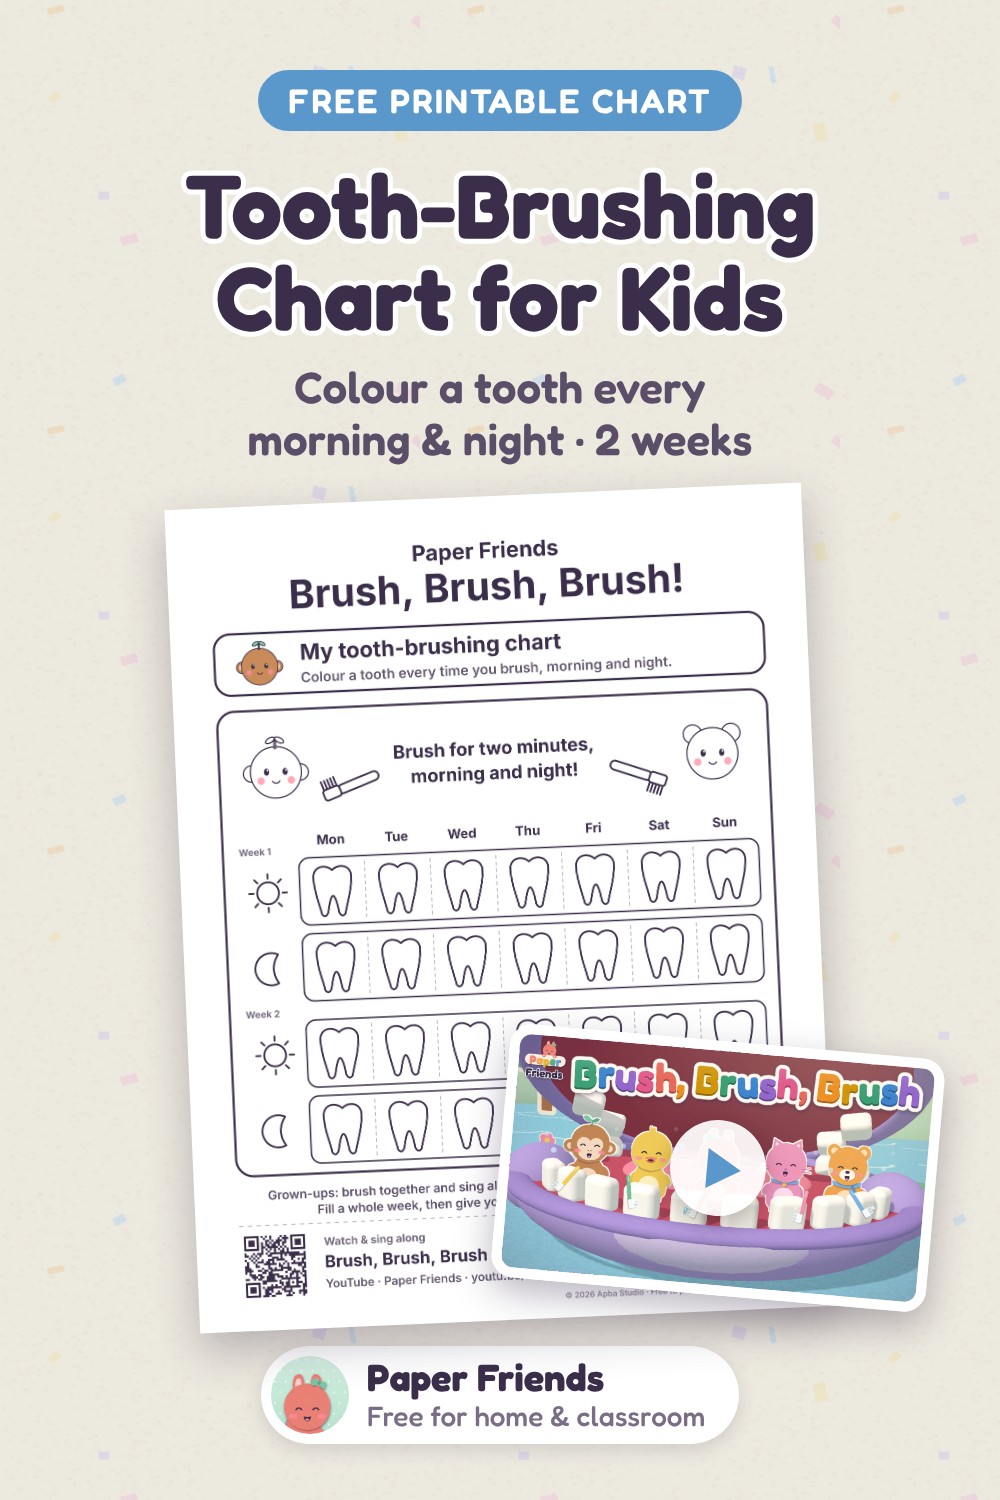 FREE PRINTABLE CHART
Tooth-Brushing
Chart for Kids
Colour a tooth every
morning & night · 2 weeks
Paper Friends
Brush, Brush, Brush!
My tooth-brushing chart
Colour a tooth every time you brush, morning and night.
Brush for two minutes,
morning and night!
Mon Tue Wed Thu Fri Sat Sun
Week 1
Week 2
Grown-ups: brush together and sing
Fill a whole week, then give
Watch & sing along
Brush, Brush, Brush
YouTube · Paper Friends ·
© 2026 Apba Studio ·
Paper
Friends
Brush, Brush, Brush
Paper Friends
Free for home & classroom